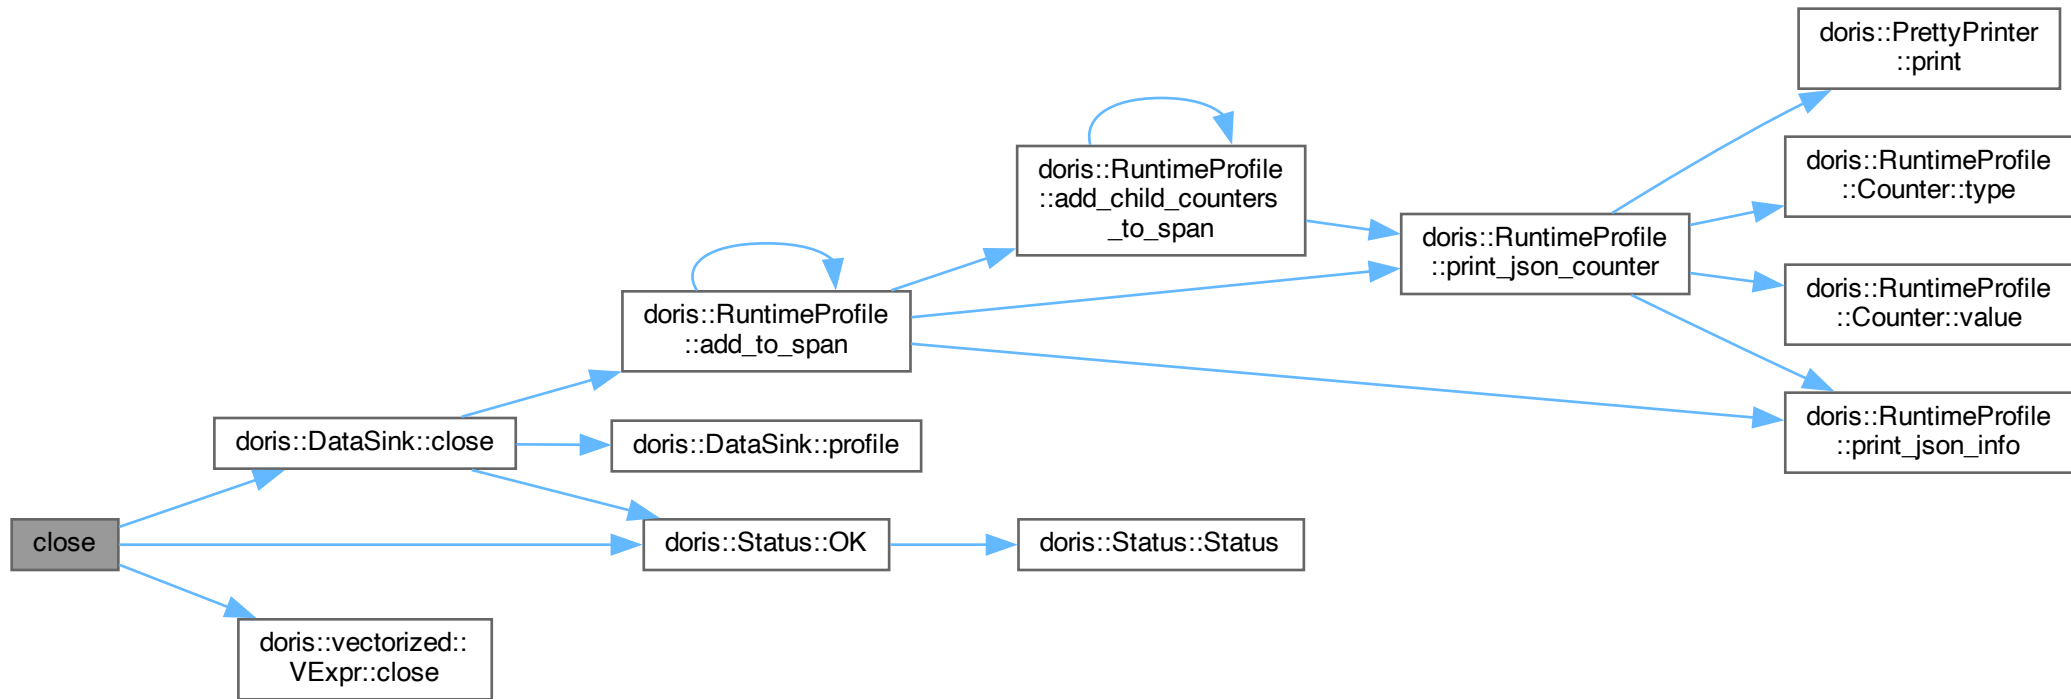 close
doris::DataSink::close
doris::vectorized::
VExpr::close
doris::RuntimeProfile
::add_to_span
doris::DataSink::profile
doris::Status::OK
doris::RuntimeProfile
::add_child_counters
_to_span
doris::Status::Status
doris::RuntimeProfile
::print_json_counter
doris::PrettyPrinter
::print
doris::RuntimeProfile
::Counter::type
doris::RuntimeProfile
::Counter::value
doris::RuntimeProfile
::print_json_info